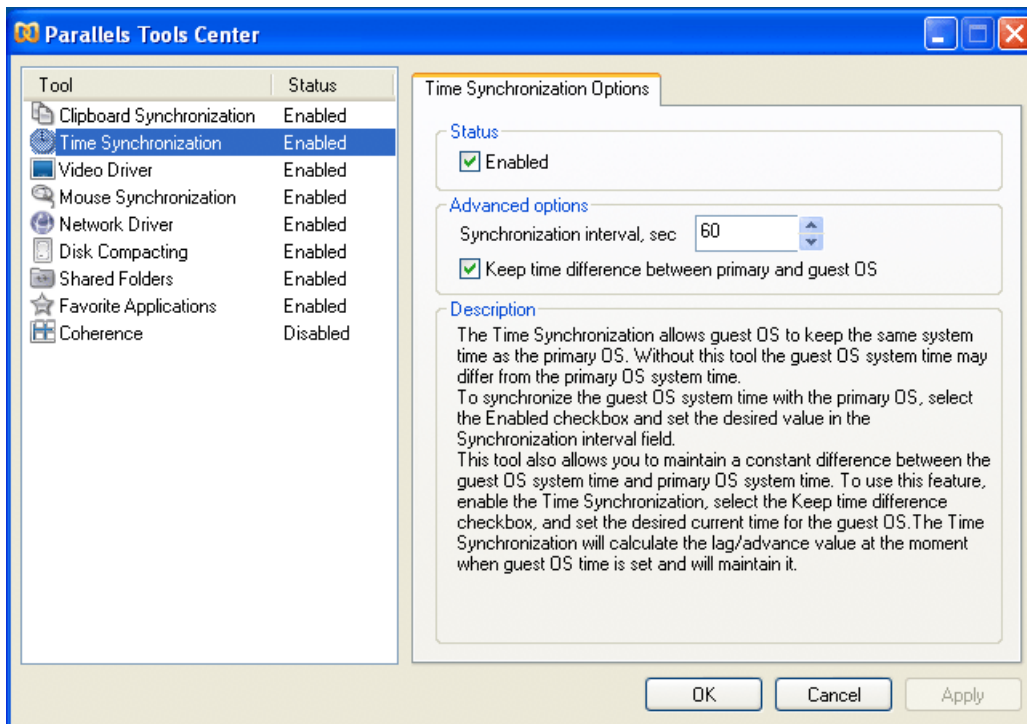 Parallels Tools Center
Tool Status
Clipboard Synchronization Enabled
Time Synchronization Enabled
Video Driver Enabled
Mouse Synchronization Enabled
Network Driver Enabled
Disk Compacting Enabled
Shared Folders Enabled
Favorite Applications Enabled
Coherence Disabled
Time Synchronization Options
Status
Enabled
Advanced options
Synchronization interval, sec 60
Keep time difference between primary and guest OS
Description
The Time Synchronization allows guest OS to keep the same system
time as the primary OS. Without this tool the guest OS system time may
differ from the primary OS system time.
To synchronize the guest OS system time with the primary OS, select
the Enabled checkbox and set the desired value in the
Synchronization interval field.
This tool also allows you to maintain a constant difference between the
guest OS system time and primary OS system time. To use this feature,
enable the Time Synchronization, select the Keep time difference
checkbox, and set the desired current time for the guest OS.The Time
Synchronization will calculate the lag/advance value at the moment
when guest OS time is set and will maintain it.
OK Cancel Apply